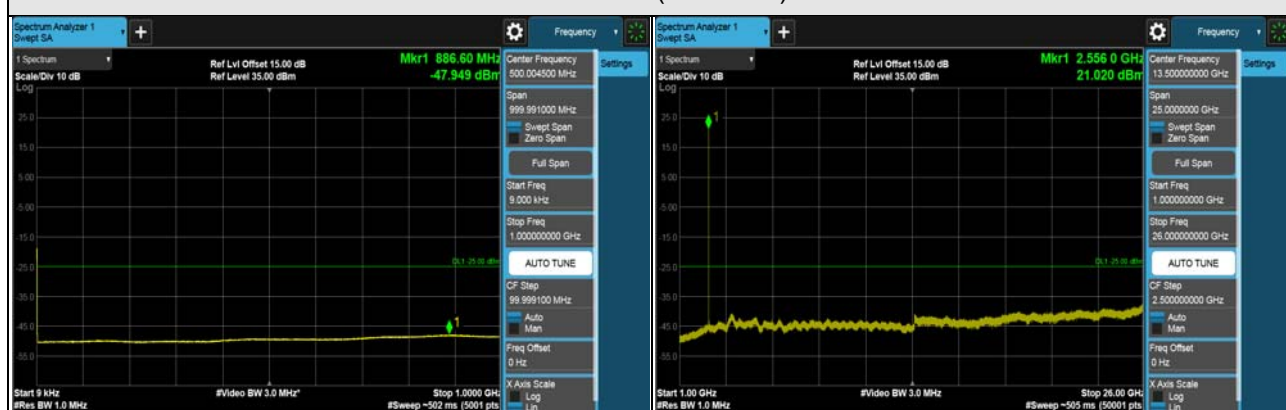 Spectrum Analyzer 1
Swept SA
+
Frequency
1 Spectrum
Scale/Div 10 dB
Log
Ref Lvl Offset 15.00 dB
Ref Level 35.00 dBm
Mkr1 886.60 MHz
-47.949 dBm
25.0
15.0
5.00
-5.00
-15.0
-25.0
-35.0
-45.0
-55.0
1
DL1 -25.00 dBm
Start 9 kHz
#Res BW 1.0 MHz
#Video BW 3.0 MHz*
Stop 1.0000 GHz
#Sweep ~502 ms (5001 pts
Center Frequency
500.004500 MHz
Span
999.991000 MHz
Swept Span
Zero Span
Full Span
Start Freq
9.000 kHz
Stop Freq
1.000000000 GHz
AUTO TUNE
CF Step
99.999100 MHz
Auto
Man
Freq Offset
0 Hz
X Axis Scale
Log
Lin
Settings
Spectrum Analyzer 1
Swept SA
+
Frequency
1 Spectrum
Scale/Div 10 dB
Log
Ref Lvl Offset 15.00 dB
Ref Level 35.00 dBm
Mkr1 2.556 0 GHz
21.020 dBm
25.0
15.0
5.00
-5.00
-15.0
-25.0
-35.0
-45.0
-55.0
1
DL1 -25.00 dBm
Start 1.00 GHz
#Res BW 1.0 MHz
#Video BW 3.0 MHz
Stop 26.00 GHz
#Sweep ~505 ms (50001 pts
Center Frequency
13.500000000 GHz
Span
25.0000000 GHz
Swept Span
Zero Span
Full Span
Start Freq
1.000000000 GHz
Stop Freq
26.000000000 GHz
AUTO TUNE
CF Step
2.500000000 GHz
Auto
Man
Freq Offset
0 Hz
X Axis Scale
Log
Lin
Settings